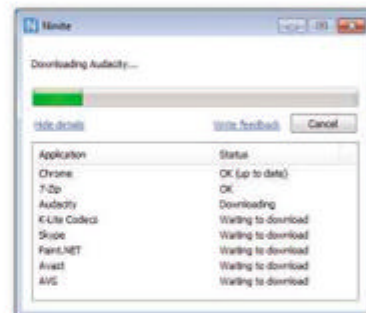 Ninite
Downloading Audacity...
Hide details Write feedback Cancel
Application Status
Chrome OK (up to date)
7-Zip OK
Audacity Downloading
K-Lite Codecs Waiting to download
Skype Waiting to download
Paint.NET Waiting to download
Avast Waiting to download
AVG Waiting to download